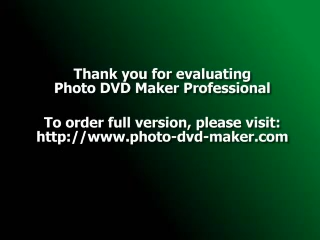 Thank you for evaluating
Photo DVD Maker Professional
To order full version, please visit:
http://www.photo-dvd-maker.com